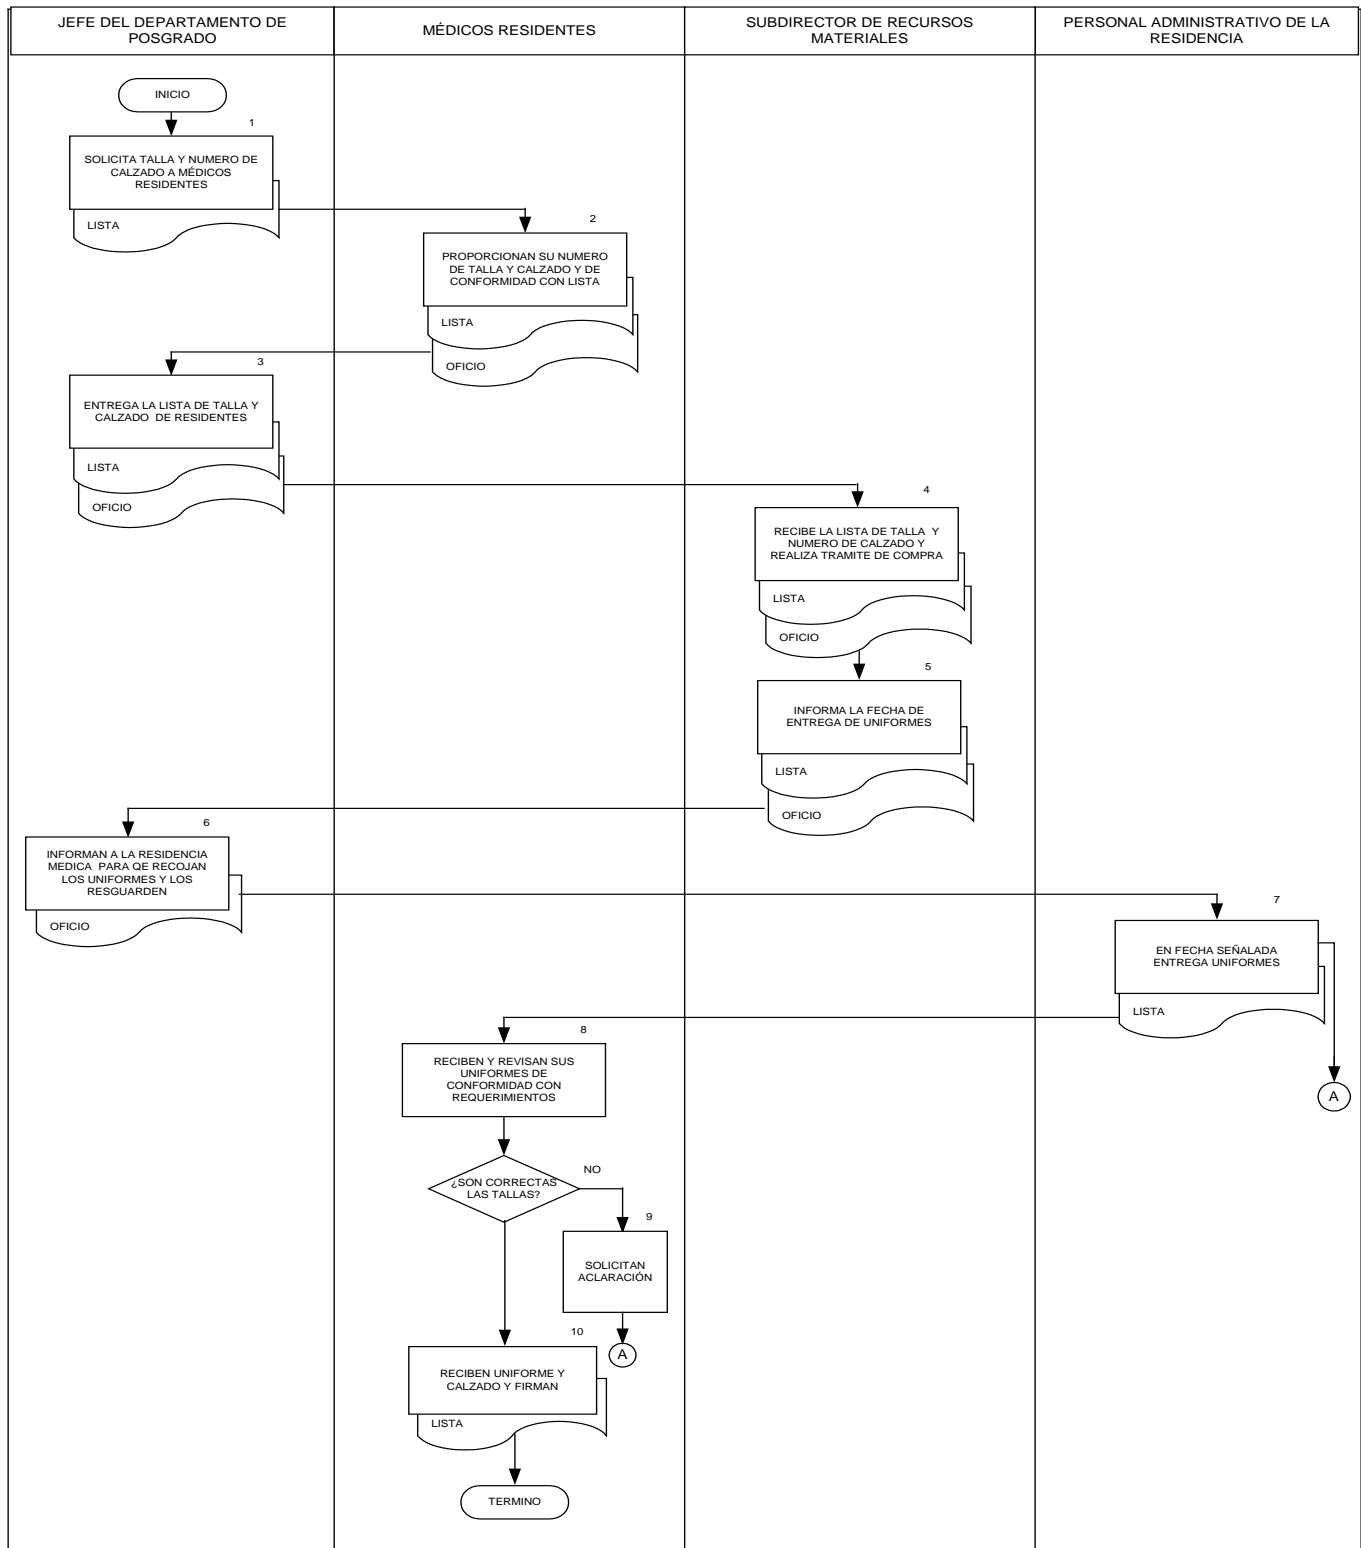 JEFE DEL DEPARTAMENTO DE
POSGRADO
MÉDICOS RESIDENTES
SUBDIRECTOR DE RECURSOS
MATERIALES
PERSONAL ADMINISTRATIVO DE LA
RESIDENCIA
INICIO
1
SOLICITA TALLA Y NUMERO DE
CALZADO A MÉDICOS
RESIDENTES
LISTA
2
PROPORCIONAN SU NUMERO
DE TALLA Y CALZADO Y DE
CONFORMIDAD CON LISTA
LISTA
OFICIO
3
ENTREGA LA LISTA DE TALLA Y
CALZADO DE RESIDENTES
LISTA
OFICIO
4
RECIBE LA LISTA DE TALLA Y
NUMERO DE CALZADO Y
REALIZA TRAMITE DE COMPRA
LISTA
OFICIO
5
INFORMA LA FECHA DE
ENTREGA DE UNIFORMES
LISTA
OFICIO
6
INFORMAN A LA RESIDENCIA
MEDICA PARA QE RECOJAN
LOS UNIFORMES Y LOS
RESGUARDEN
OFICIO
7
EN FECHA SEÑALADA
ENTREGA UNIFORMES
LISTA
A
8
RECIBEN Y REVISAN SUS
UNIFORMES DE
CONFORMIDAD CON
REQUERIMIENTOS
¿SON CORRECTAS
LAS TALLAS?
NO
9
SOLICITAN
ACLARACIÓN
A
10
RECIBEN UNIFORME Y
CALZADO Y FIRMAN
LISTA
TERMINO